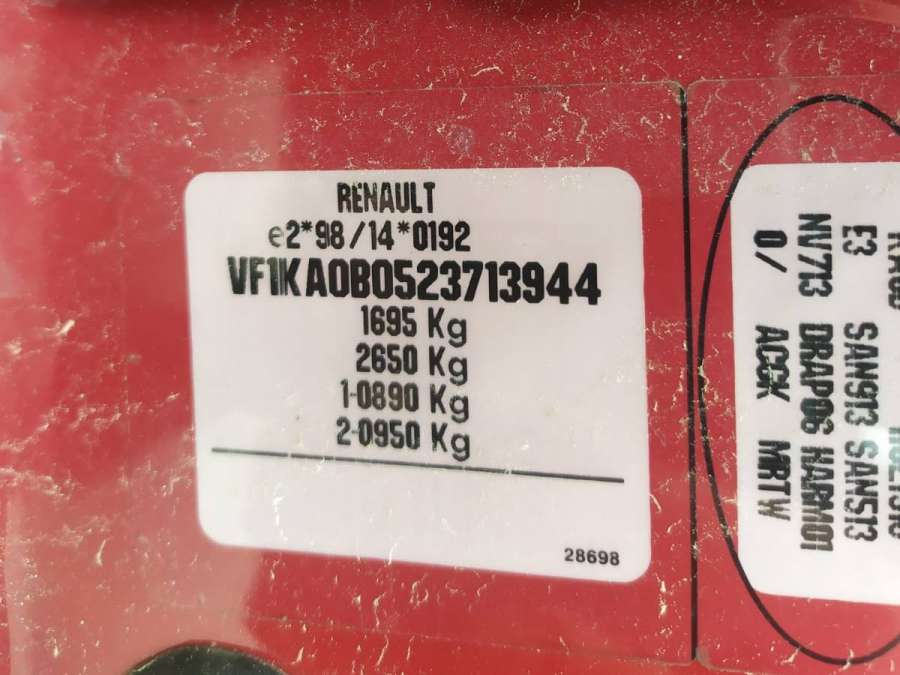 RENAULT
e2*98/14*0192
VF1KA0B0523713944
1695 Kg
2650 Kg
1-0890 Kg
2-0950 Kg
28698
E3 SAN913 SAN513
NV713 DRAP06 HARM01
0/ ACCK MRTW